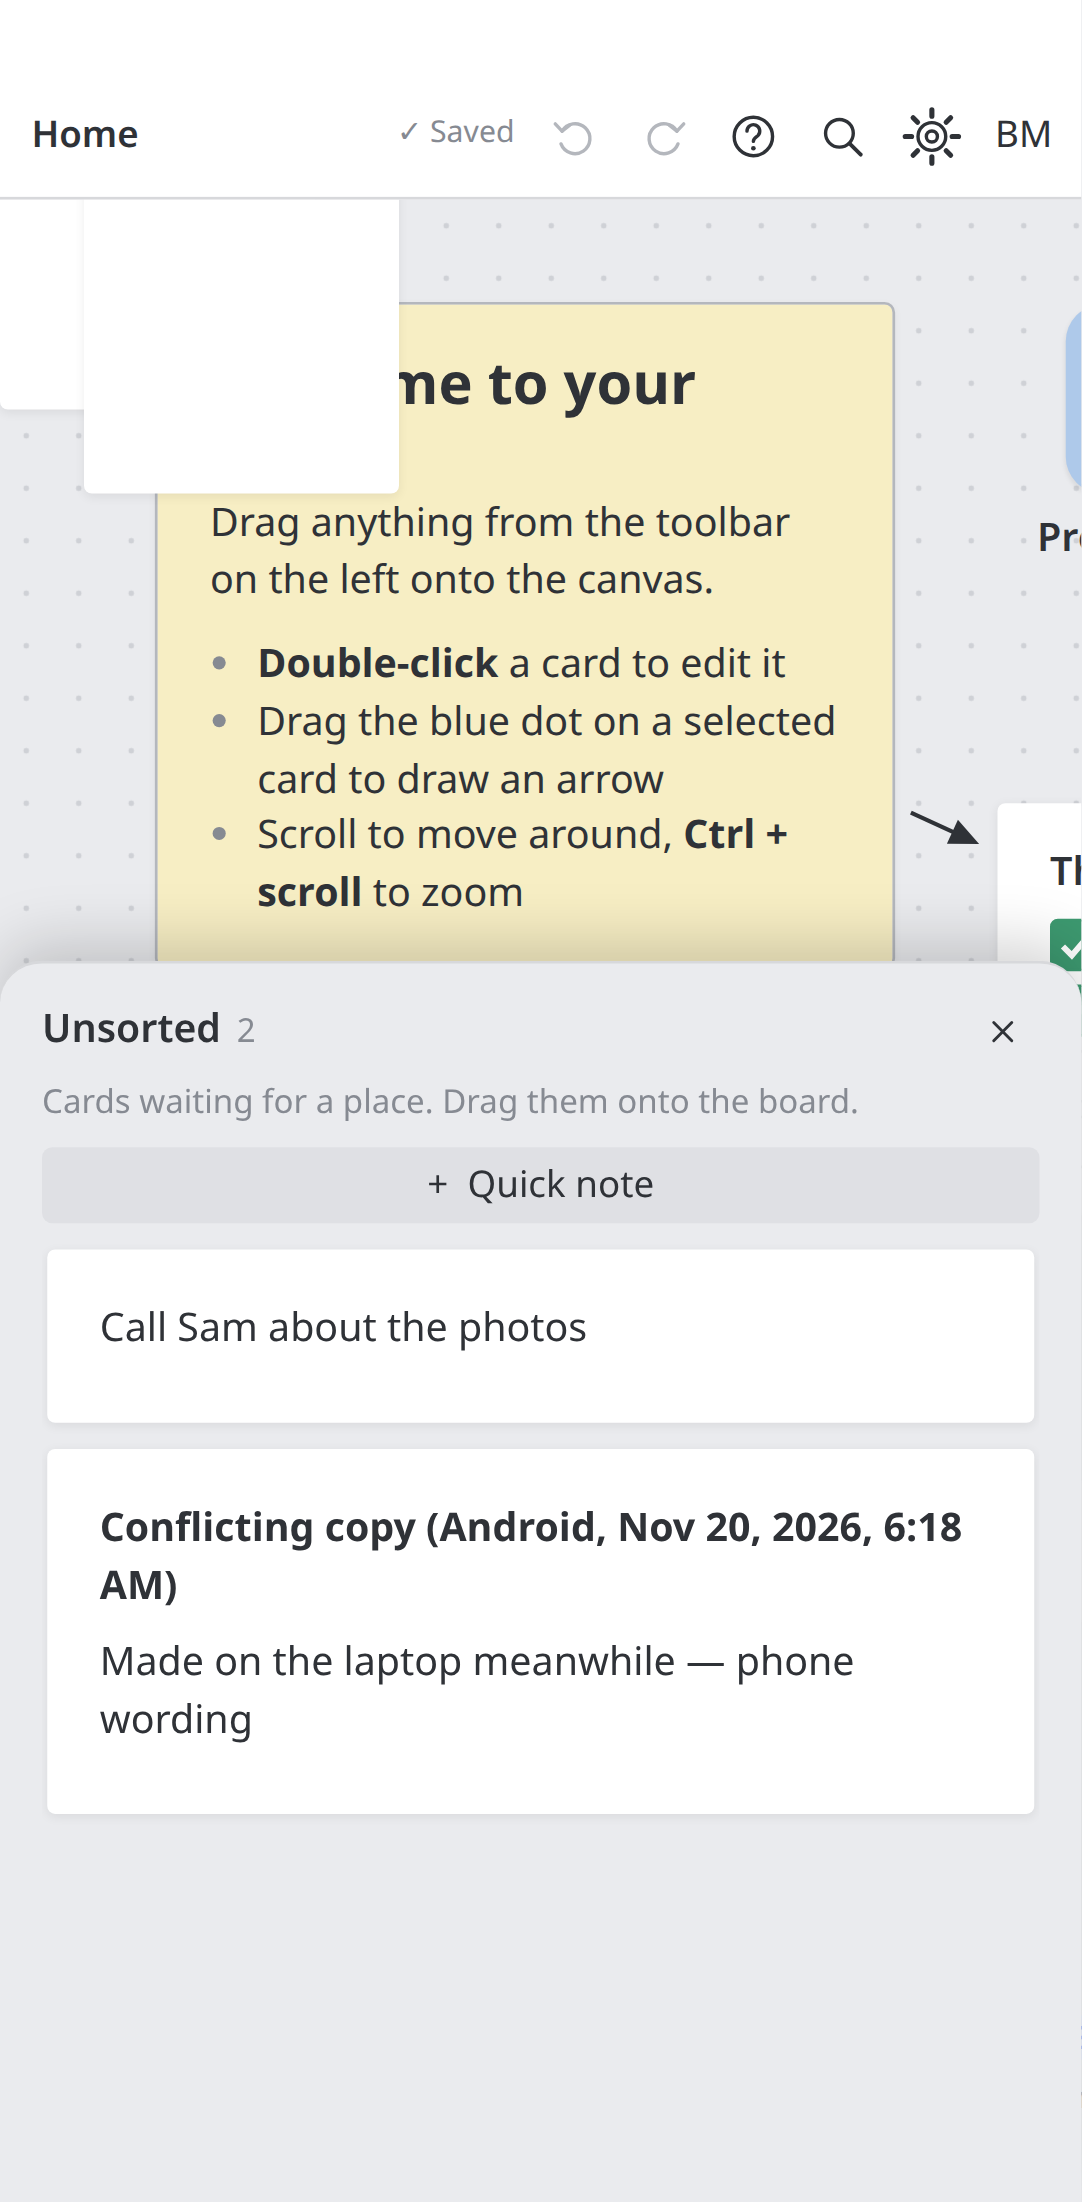 Home
✓ Saved
BM
me to your
Drag anything from the toolbar
on the left onto the canvas.
• Double-click a card to edit it
• Drag the blue dot on a selected
card to draw an arrow
• Scroll to move around, Ctrl +
scroll to zoom
Unsorted 2
Cards waiting for a place. Drag them onto the board.
+ Quick note
Call Sam about the photos
Conflicting copy (Android, Nov 20, 2026, 6:18
AM)
Made on the laptop meanwhile — phone
wording